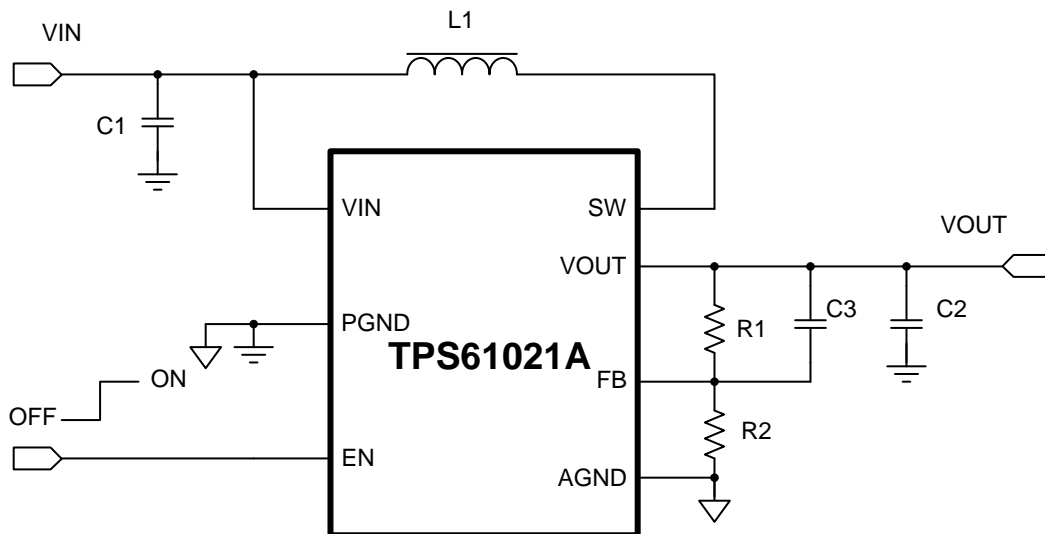 L1
VIN
C1
VIN
SW
VOUT
VOUT
C3
C2
PGND
R1
TPS61021A
ON
FB
OFF
R2
EN
AGND